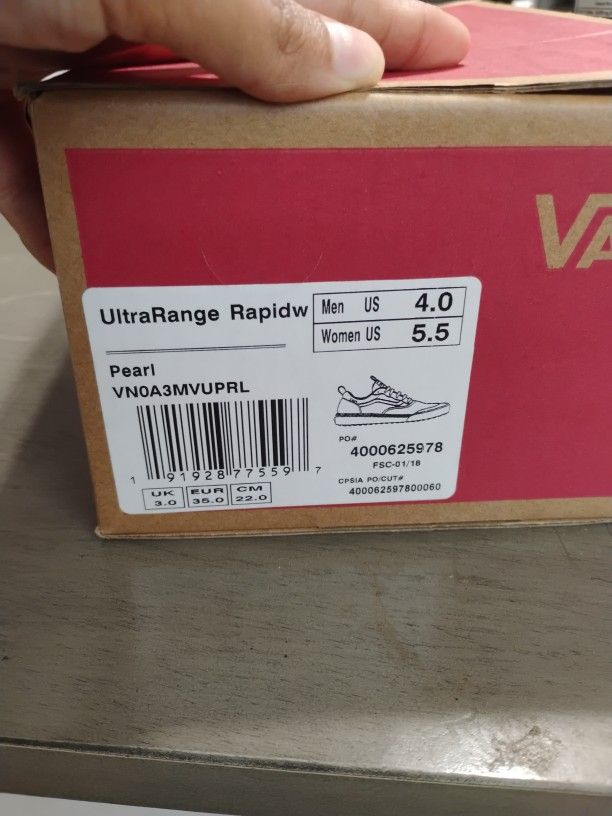 VA
UltraRange Rapidw
Men US 4.0
Women US 5.5
Pearl
VN0A3MVUPRL
1 91928 77559 7
PO#
4000625978
FSC-01/18
CPSIA PO/CUT#
400062597800060
UK EUR CM
3.0 35.0 22.0